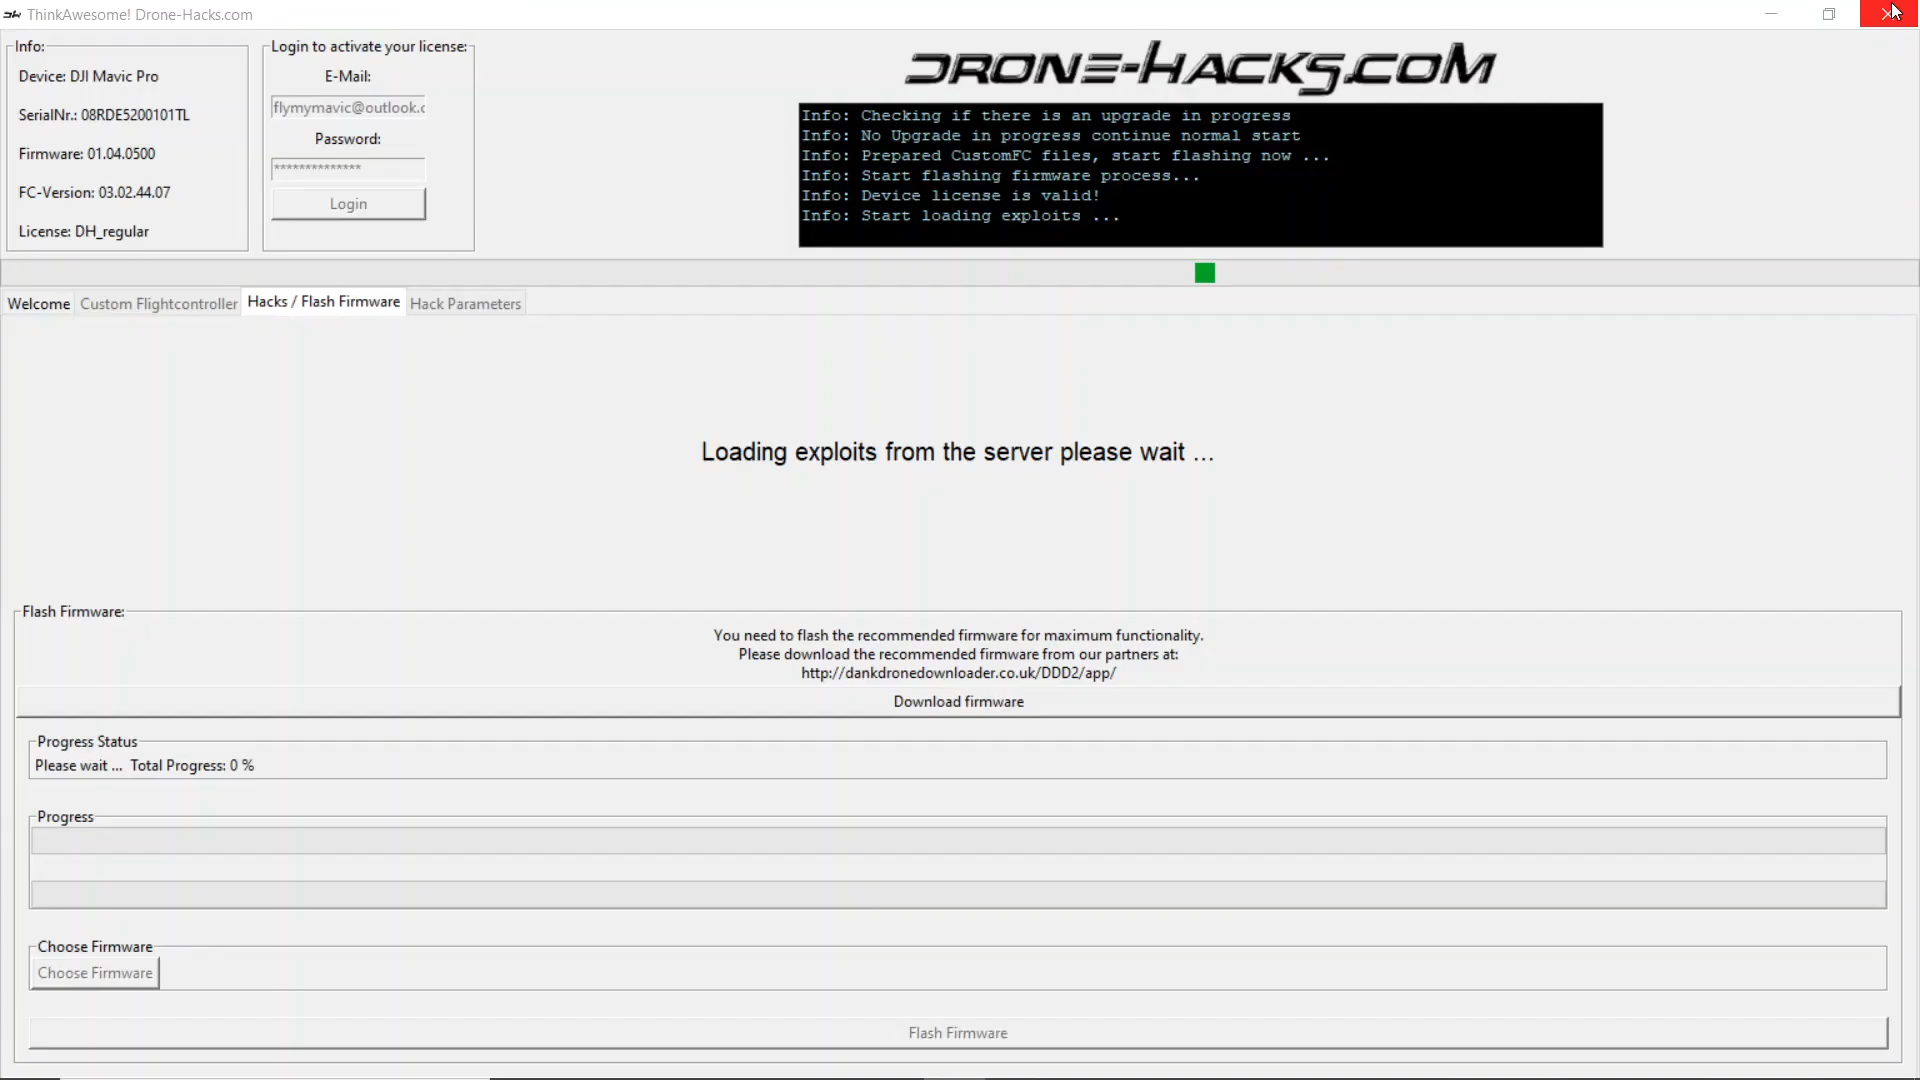 ThinkAwesome! Drone-Hacks.com
Info:
Device: DJI Mavic Pro
SerialNr.: 08RDE5200101TL
Firmware: 01.04.0500
FC-Version: 03.02.44.07
License: DH_regular
Login to activate your license:
E-Mail:
flymymavic@outlook.c
Password:
**************
Login
DRONE-HACKS.COM
Info: Checking if there is an upgrade in progress
Info: No Upgrade in progress continue normal start
Info: Prepared CustomFC files, start flashing now ...
Info: Start flashing firmware process...
Info: Device license is valid!
Info: Start loading exploits ...
Welcome
Custom Flightcontroller
Hacks / Flash Firmware
Hack Parameters
Loading exploits from the server please wait ...
Flash Firmware:
You need to flash the recommended firmware for maximum functionality.
Please download the recommended firmware from our partners at:
http://dankdronedownloader.co.uk/DDD2/app/
Download firmware
Progress Status
Please wait ... Total Progress: 0 %
Progress
Choose Firmware
Choose Firmware
Flash Firmware